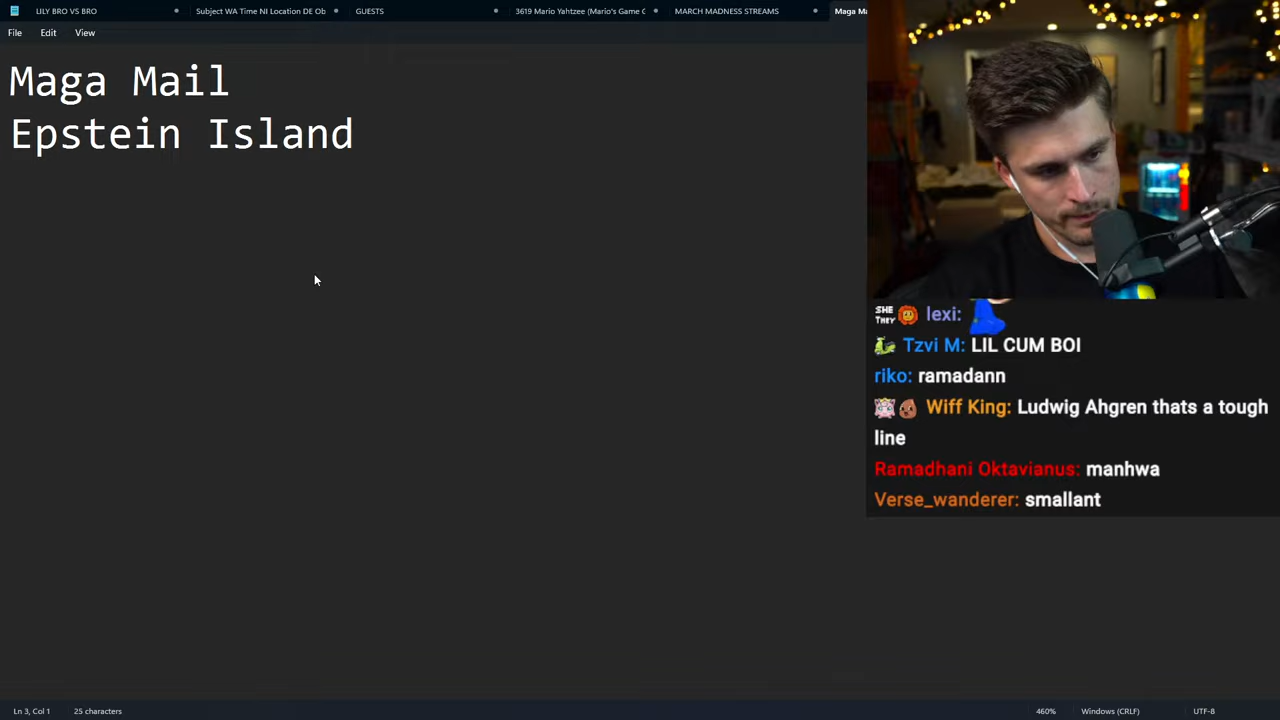 LILY BRO VS BRO
Subject WA Time NI Location DE Ob
GUESTS
3619 Mario Yahtzee (Mario's Game C
MARCH MADNESS STREAMS
Maga Ma
File Edit View
Maga Mail
Epstein Island
SHE THEY lexi:
Tzvi M: LIL CUM BOI
riko: ramadann
Wiff King: Ludwig Ahgren thats a tough
line
Ramadhani Oktavianus: manhwa
Verse_wanderer: smallant
Ln 3, Col 1
25 characters
460%
Windows (CRLF)
UTF-8